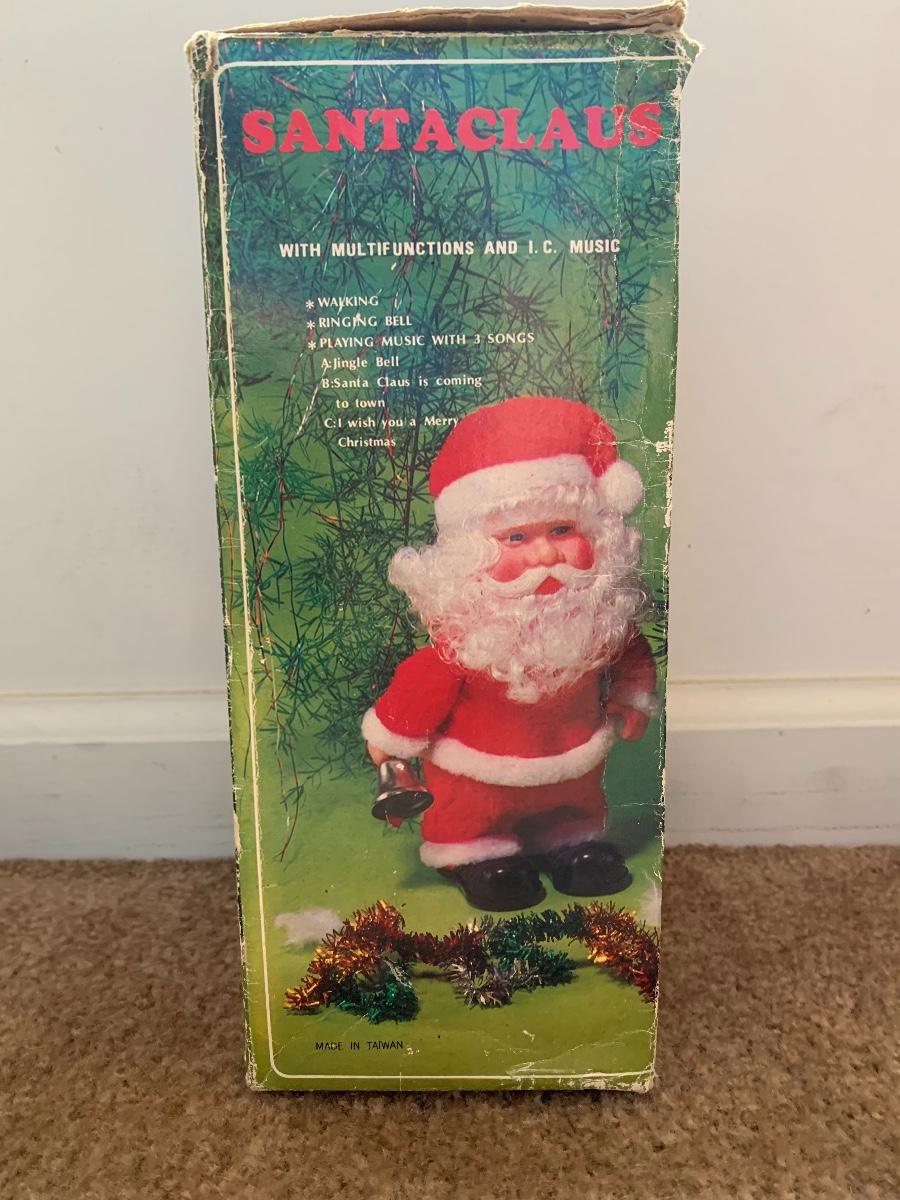 SANTACLAUS
WITH MULTIFUNCTIONS AND I.C. MUSIC
*WALKING
*RINGING BELL
*PLAYING MUSIC WITH 3 SONGS
A:Jingle Bell
B:Santa Claus is coming
to town
C:I wish you a Merry
Christmas
MADE IN TAIWAN